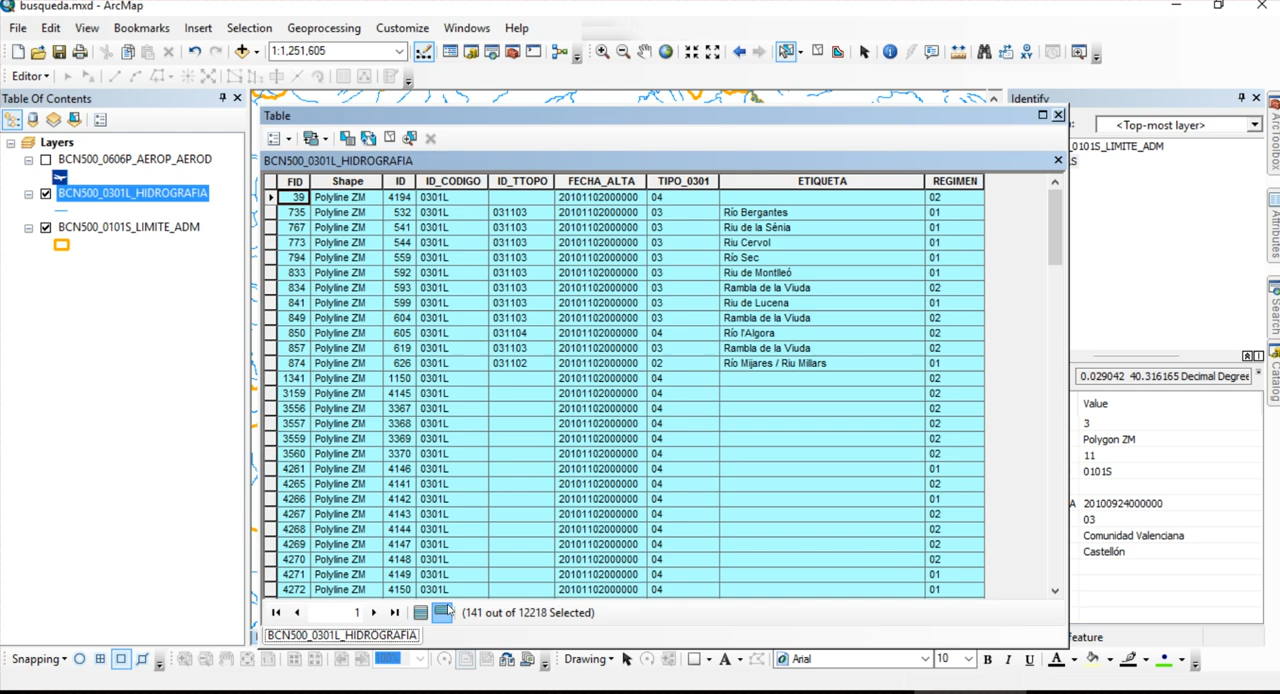 busqueda.mxd - ArcMap
File Edit View Bookmarks Insert Selection Geoprocessing Customize Windows Help
1:1,251,605
Editor
Table Of Contents
Layers
BCN500_0606P_AEROP_AEROD
BCN500_0301L_HIDROGRAFIA
BCN500_0101S_LIMITE_ADM
Table
BCN500_0301L_HIDROGRAFIA
FID Shape ID ID_CODIGO ID_TTOPO FECHA_ALTA TIPO_0301 ETIQUETA REGIMEN
39 Polyline ZM 4194 0301L 20101102000000 04 02
735 Polyline ZM 532 0301L 031103 20101102000000 03 Río Bergantes 01
767 Polyline ZM 541 0301L 031103 20101102000000 03 Riu de la Sénia 01
773 Polyline ZM 544 0301L 031103 20101102000000 03 Riu Cervol 01
794 Polyline ZM 559 0301L 031103 20101102000000 03 Río Sec 01
833 Polyline ZM 592 0301L 031103 20101102000000 03 Riu de Montlleó 01
834 Polyline ZM 593 0301L 031103 20101102000000 03 Rambla de la Viuda 02
841 Polyline ZM 599 0301L 031103 20101102000000 03 Riu de Lucena 01
849 Polyline ZM 604 0301L 031103 20101102000000 03 Rambla de la Viuda 02
850 Polyline ZM 605 0301L 031104 20101102000000 04 Río l'Algora 02
857 Polyline ZM 619 0301L 031103 20101102000000 03 Rambla de la Viuda 02
874 Polyline ZM 626 0301L 031102 20101102000000 02 Río Mijares / Riu Millars 01
1341 Polyline ZM 1150 0301L 20101102000000 04 02
3159 Polyline ZM 4145 0301L 20101102000000 04 02
3556 Polyline ZM 3367 0301L 20101102000000 04 02
3557 Polyline ZM 3368 0301L 20101102000000 04 02
3559 Polyline ZM 3369 0301L 20101102000000 04 02
3560 Polyline ZM 3370 0301L 20101102000000 04 02
4261 Polyline ZM 4146 0301L 20101102000000 04 01
4265 Polyline ZM 4141 0301L 20101102000000 04 02
4266 Polyline ZM 4142 0301L 20101102000000 04 01
4267 Polyline ZM 4143 0301L 20101102000000 04 02
4268 Polyline ZM 4144 0301L 20101102000000 04 02
4269 Polyline ZM 4147 0301L 20101102000000 04 02
4270 Polyline ZM 4148 0301L 20101102000000 04 02
4271 Polyline ZM 4149 0301L 20101102000000 04 01
4272 Polyline ZM 4150 0301L 20101102000000 04 01
1 (141 out of 12218 Selected)
BCN500_0301L_HIDROGRAFIA
Identify
<Top-most layer>
_0101S_LIMITE_ADM
0.029042 40.316165 Decimal Degree
Value
3
Polygon ZM
11
0101S
A 20100924000000
03
Comunidad Valenciana
Castellón
feature
ArcToolbox
Attributes
Search
Catalog
Snapping 100% Drawing A Arial 10 B I U A